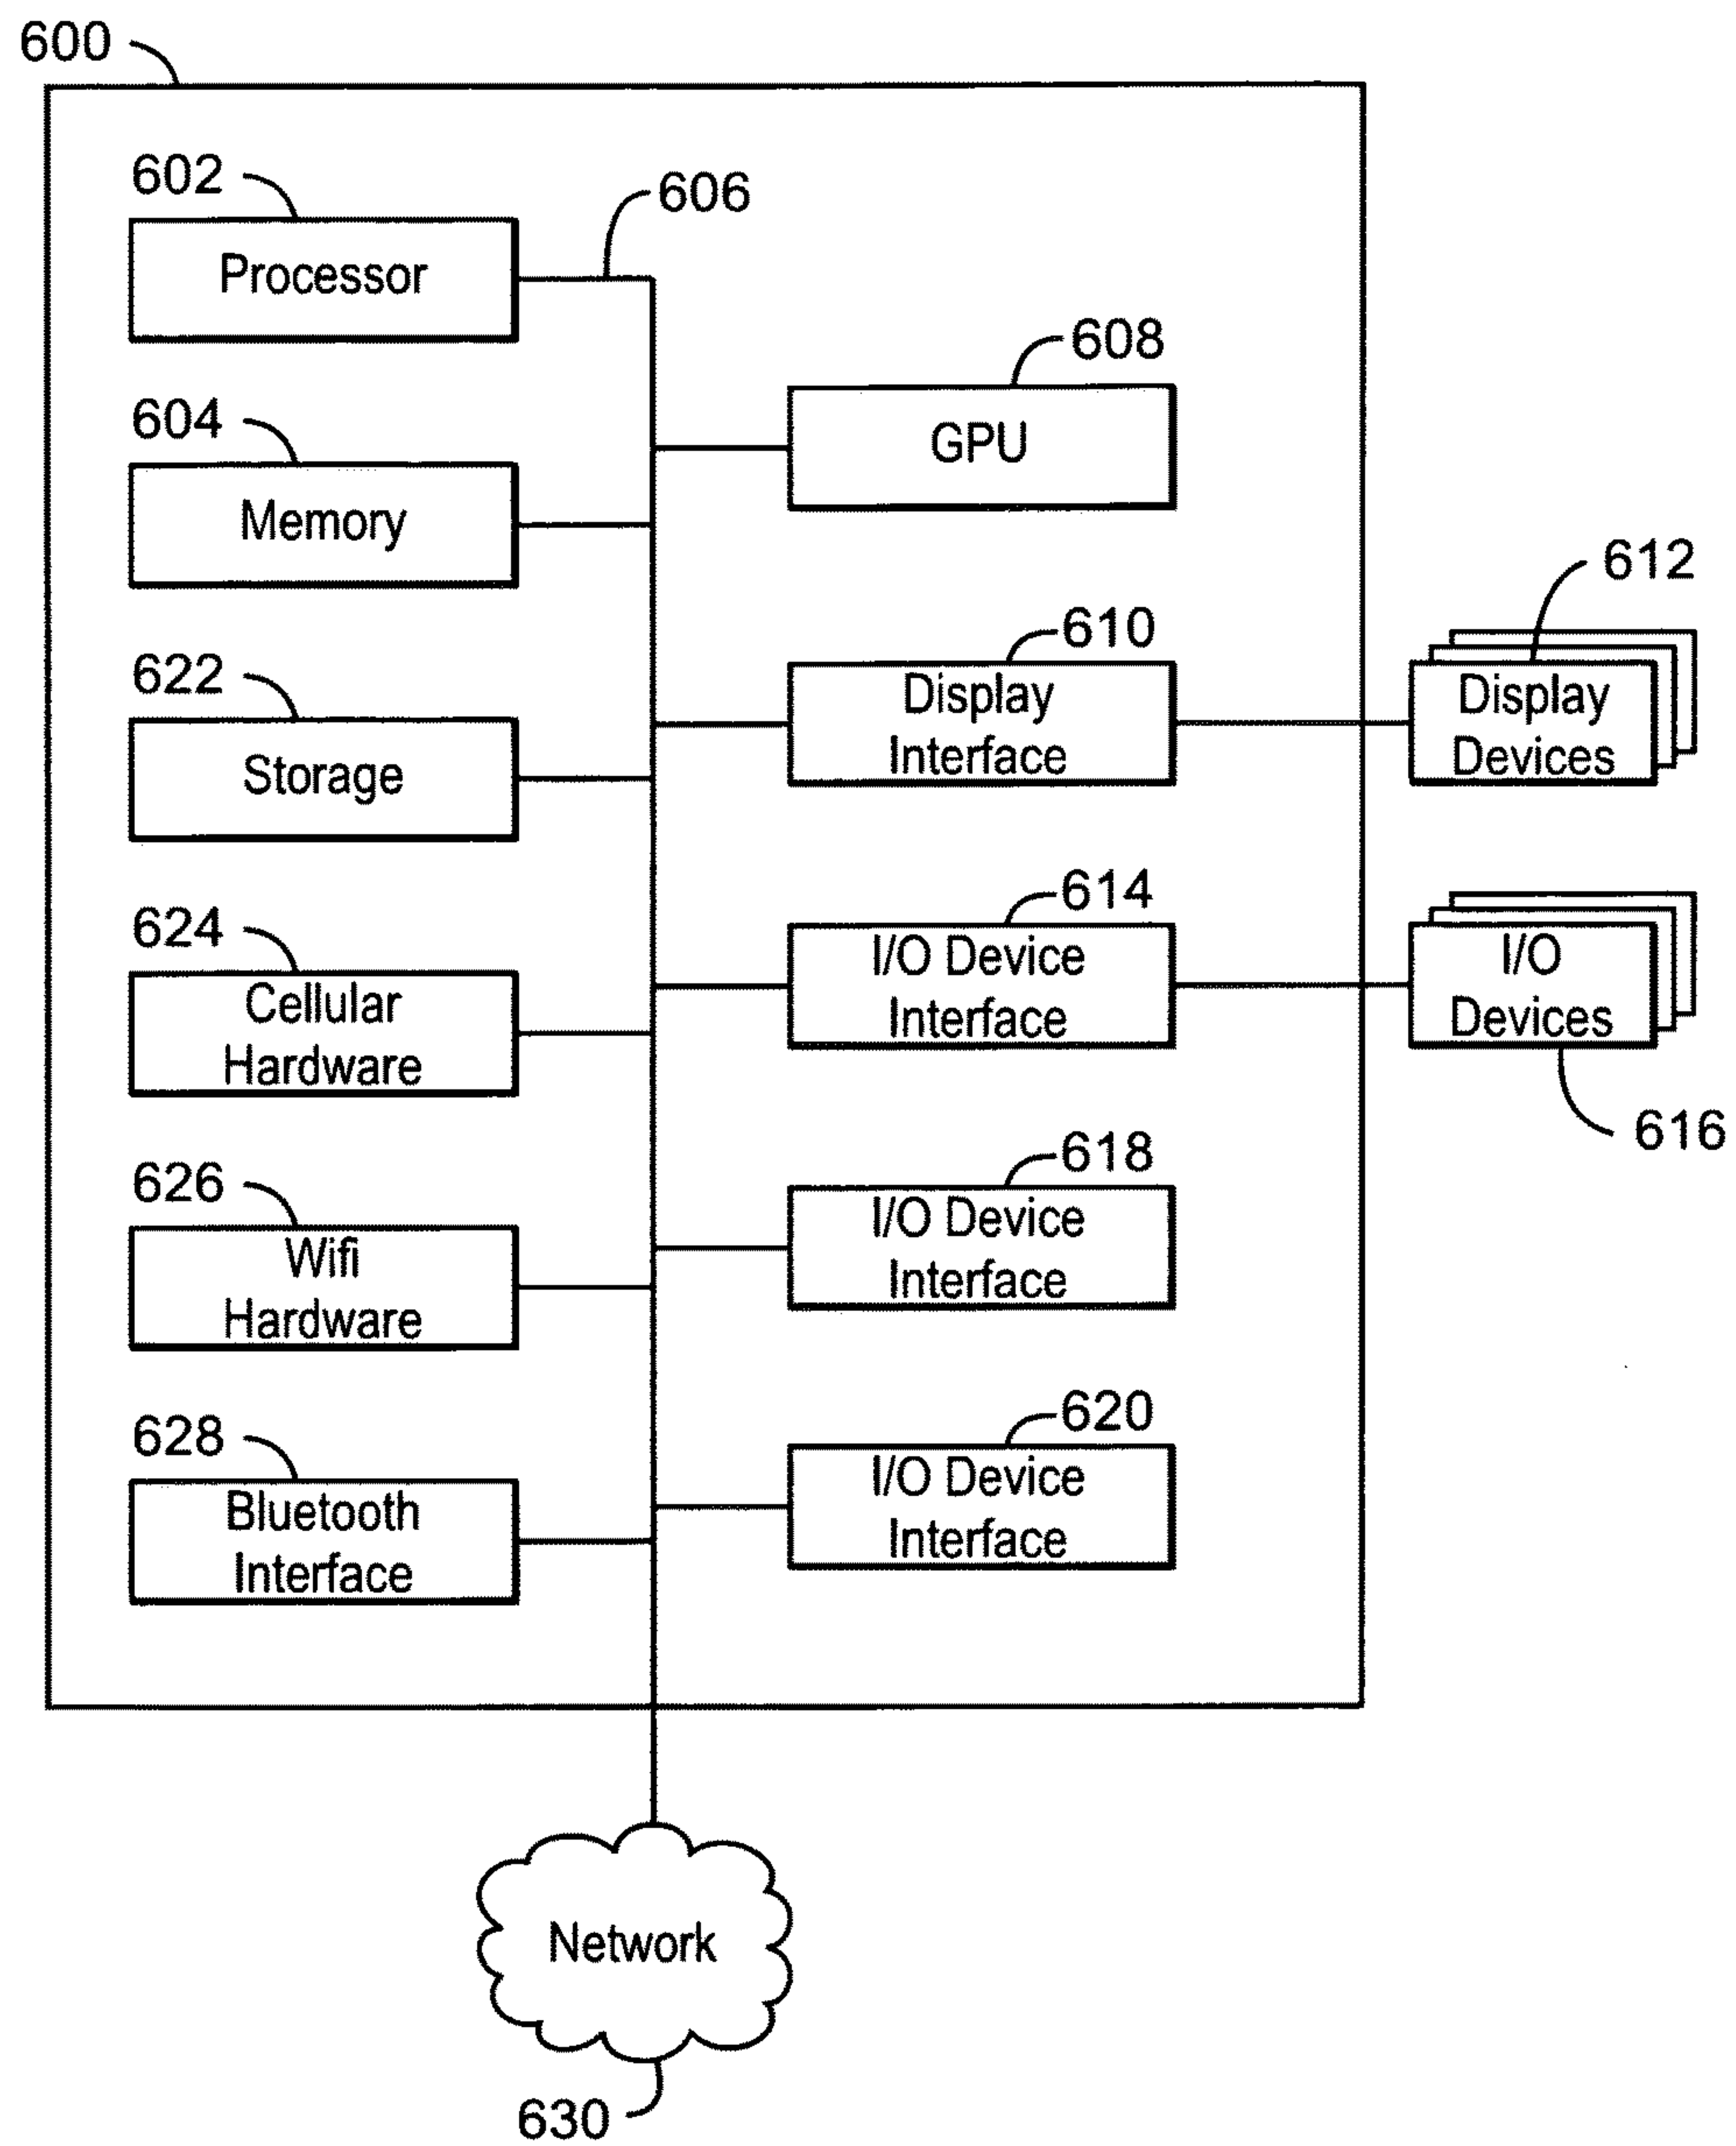 600
602
606
Processor
608
604
GPU
Memory
612
610
622
Display
Interface
Display
Devices
Storage
614
624
I/O Device
Interface
I/O
Devices
Cellular
Hardware
616
618
626
I/O Device
Interface
Wifi
Hardware
620
628
I/O Device
Interface
Bluetooth
Interface
Network
630